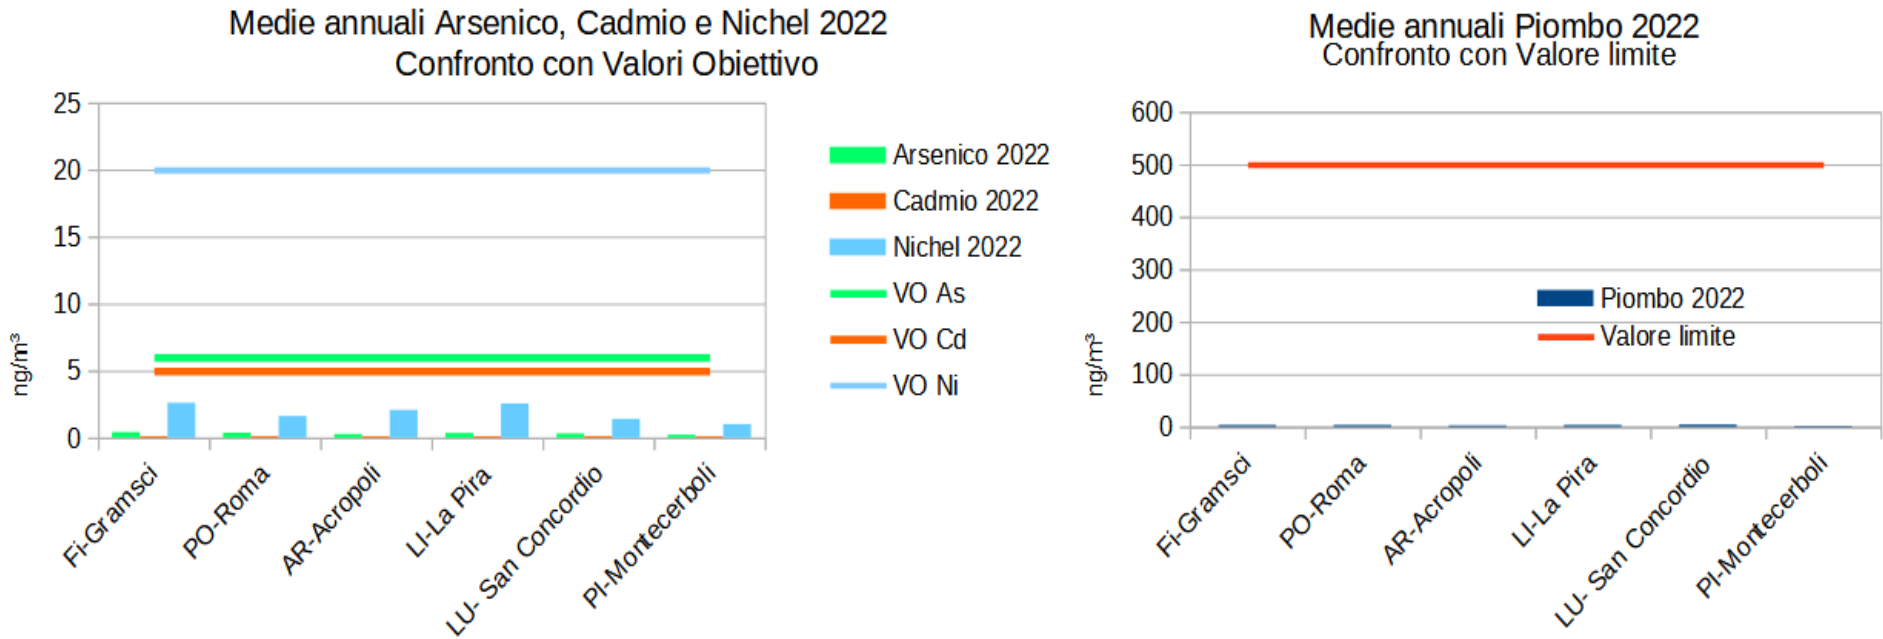 Medie annuali Arsenico, Cadmio e Nichel 2022
Confronto con Valori Obiettivo
25
20
15
10
5
0
ng/m³
Fi-Gramsci
PO-Roma
AR-Acropoli
LI-La Pira
LU- San Concordio
PI-Montecerboli
Arsenico 2022
Cadmio 2022
Nichel 2022
VO As
VO Cd
VO Ni
Medie annuali Piombo 2022
Confronto con Valore limite
600
500
400
300
200
100
0
ng/m³
Piombo 2022
Valore limite
Fi-Gramsci
PO-Roma
AR-Acropoli
LI-La Pira
LU- San Concordio
PI-Montecerboli